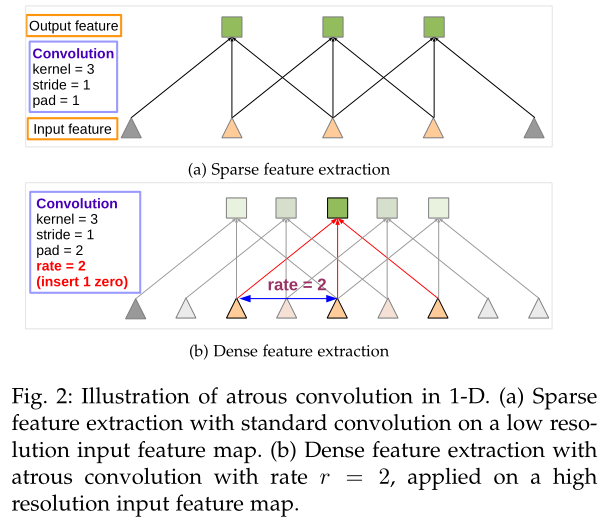 Output feature
Convolution
kernel = 3
stride = 1
pad = 1
Input feature
(a) Sparse feature extraction
Convolution
kernel = 3
stride = 1
pad = 2
rate = 2
(insert 1 zero)
rate = 2
(b) Dense feature extraction
Fig. 2: Illustration of atrous convolution in 1-D. (a) Sparse
feature extraction with standard convolution on a low reso-
lution input feature map. (b) Dense feature extraction with
atrous convolution with rate r = 2, applied on a high
resolution input feature map.